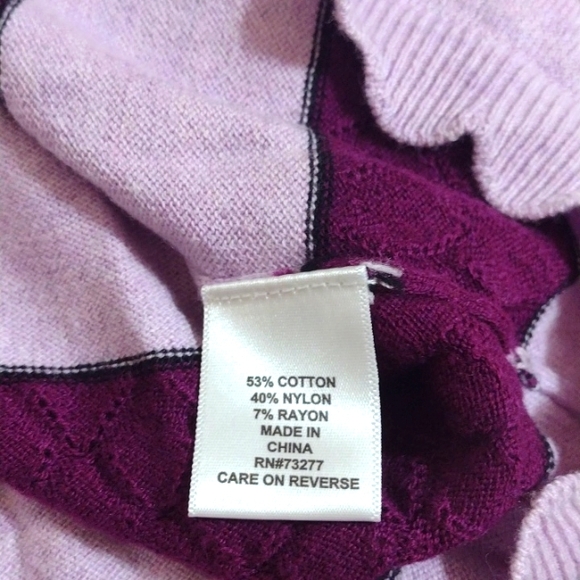 53% COTTON
40% NYLON
7% RAYON
MADE IN
CHINA
RN#73277
CARE ON REVERSE